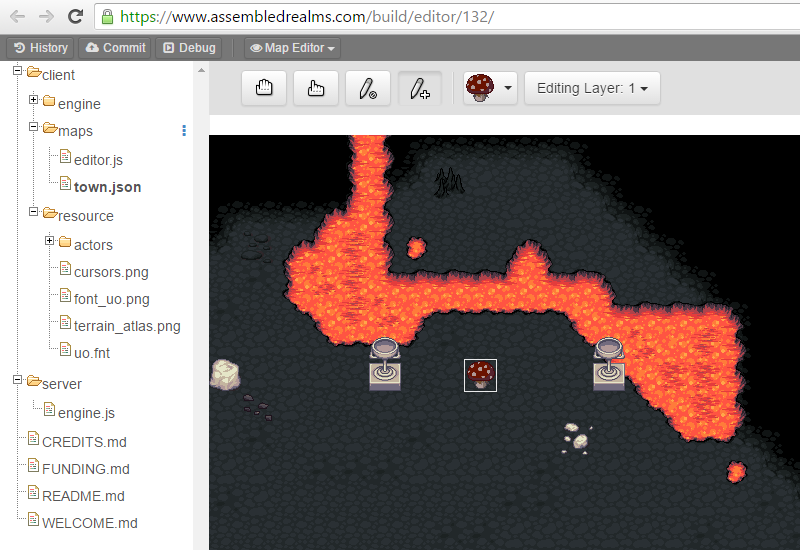 https://www.assembledrealms.com/build/editor/132/
History Commit Debug Map Editor
Editing Layer: 1
client
engine
maps
editor.js
town.json
resource
actors
cursors.png
font_uo.png
terrain_atlas.png
uo.fnt
server
engine.js
CREDITS.md
FUNDING.md
README.md
WELCOME.md